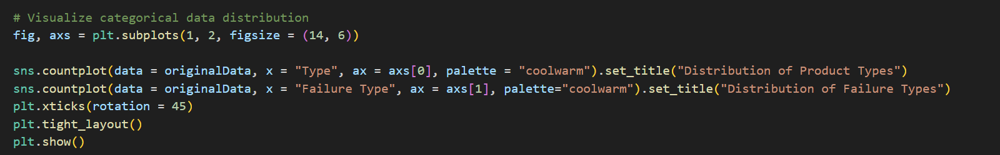 # Visualize categorical data distribution
fig, axs = plt.subplots(1, 2, figsize = (14, 6))
sns.countplot(data = originalData, x = "Type", ax = axs[0], palette = "coolwarm").set_title("Distribution of Product Types")
sns.countplot(data = originalData, x = "Failure Type", ax = axs[1], palette="coolwarm").set_title("Distribution of Failure Types")
plt.xticks(rotation = 45)
plt.tight_layout()
plt.show()